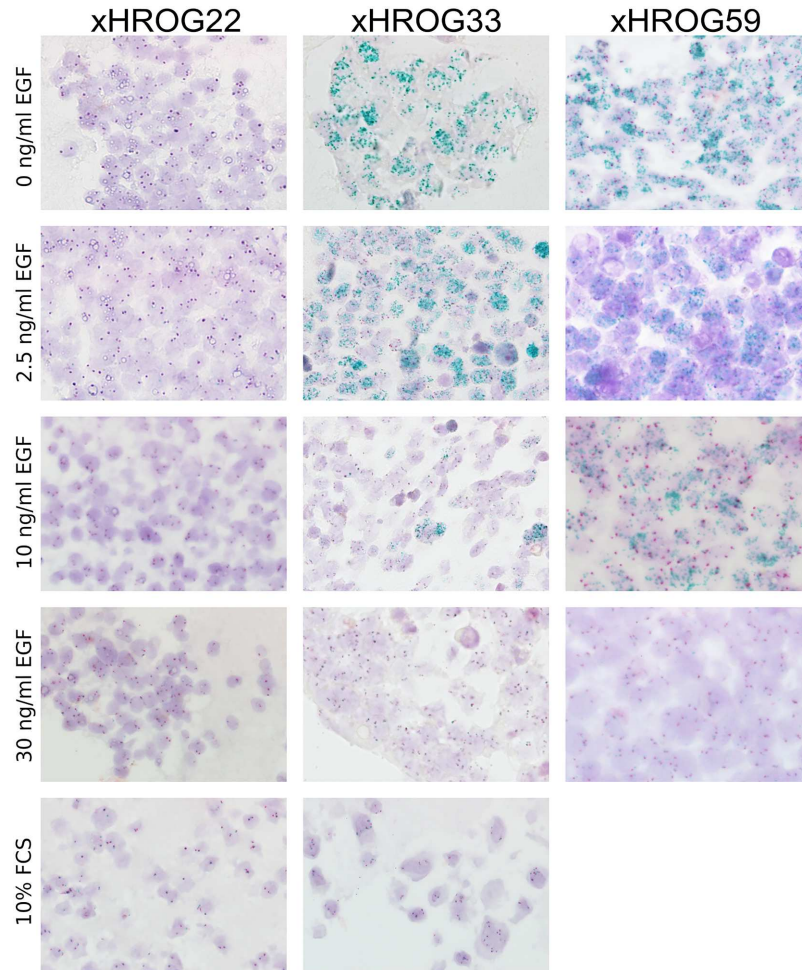 xHROG22 xHROG33 xHROG59
0 ng/ml EGF
2.5 ng/ml EGF
10 ng/ml EGF
30 ng/ml EGF
10% FCS